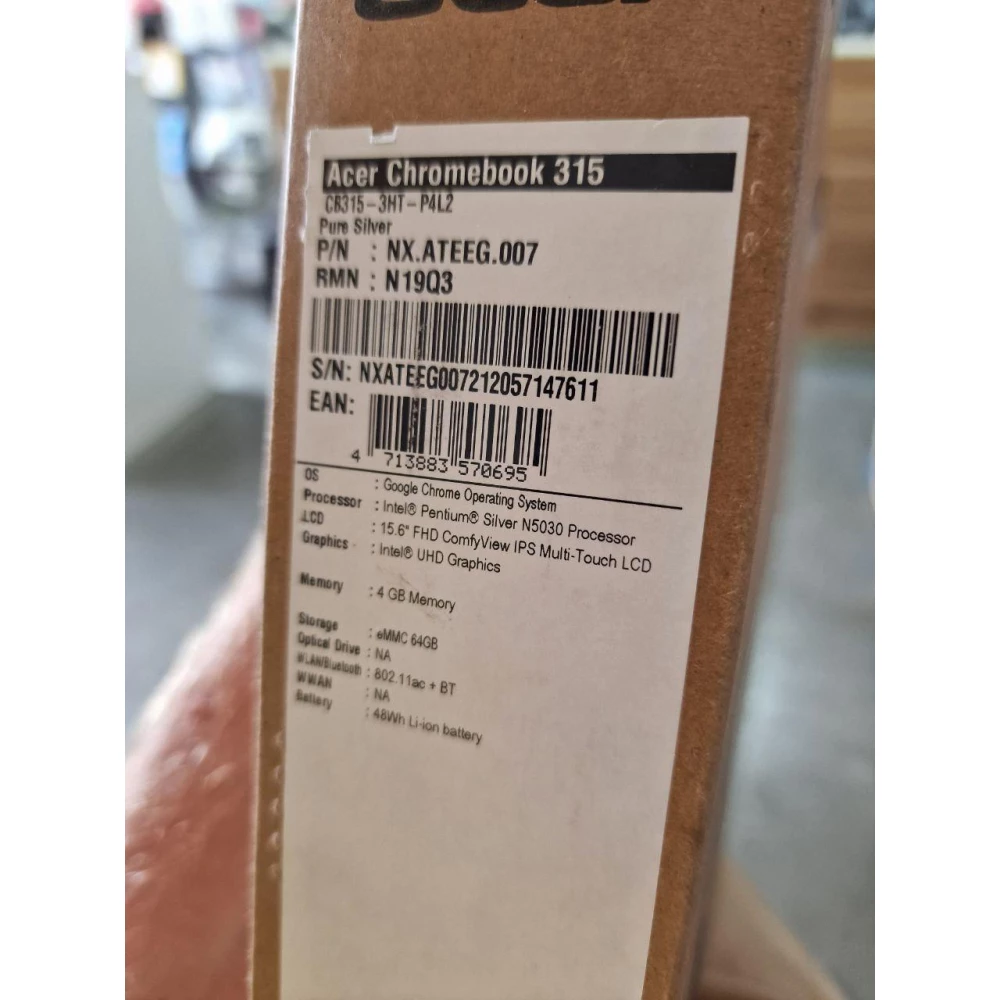 Acer Chromebook 315
CB315-3HT-P4L2
Pure Silver
P/N : NX.ATEEG.007
RMN : N19Q3
S/N: NXATEEG007212057147611
EAN:
4 713883 570695
OS : Google Chrome Operating System
Processor : Intel® Pentium® Silver N5030 Processor
LCD : 15.6" FHD ComfyView IPS Multi-Touch LCD
Graphics : Intel® UHD Graphics
Memory : 4 GB Memory
Storage : eMMC 64GB
Optical Drive : NA
WLAN/Bluetooth : 802.11ac + BT
WWAN : NA
Battery : 48Wh Li-ion battery